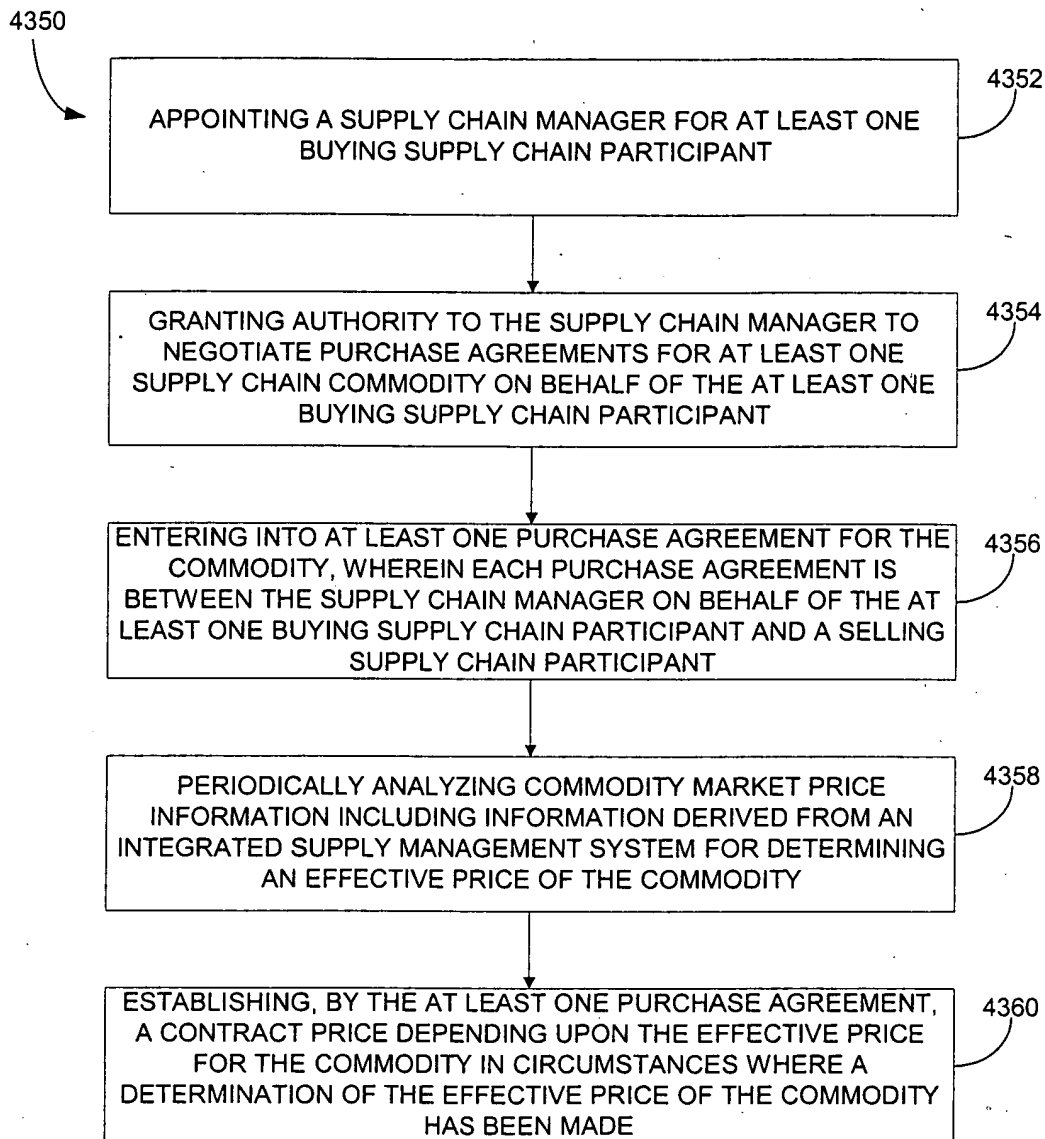 4350
4352
APPOINTING A SUPPLY CHAIN MANAGER FOR AT LEAST ONE
BUYING SUPPLY CHAIN PARTICIPANT
4354
GRANTING AUTHORITY TO THE SUPPLY CHAIN MANAGER TO
NEGOTIATE PURCHASE AGREEMENTS FOR AT LEAST ONE
SUPPLY CHAIN COMMODITY ON BEHALF OF THE AT LEAST ONE
BUYING SUPPLY CHAIN PARTICIPANT
4356
ENTERING INTO AT LEAST ONE PURCHASE AGREEMENT FOR THE
COMMODITY, WHEREIN EACH PURCHASE AGREEMENT IS
BETWEEN THE SUPPLY CHAIN MANAGER ON BEHALF OF THE AT
LEAST ONE BUYING SUPPLY CHAIN PARTICIPANT AND A SELLING
SUPPLY CHAIN PARTICIPANT
4358
PERIODICALLY ANALYZING COMMODITY MARKET PRICE
INFORMATION INCLUDING INFORMATION DERIVED FROM AN
INTEGRATED SUPPLY MANAGEMENT SYSTEM FOR DETERMINING
AN EFFECTIVE PRICE OF THE COMMODITY
4360
ESTABLISHING, BY THE AT LEAST ONE PURCHASE AGREEMENT,
A CONTRACT PRICE DEPENDING UPON THE EFFECTIVE PRICE
FOR THE COMMODITY IN CIRCUMSTANCES WHERE A
DETERMINATION OF THE EFFECTIVE PRICE OF THE COMMODITY
HAS BEEN MADE